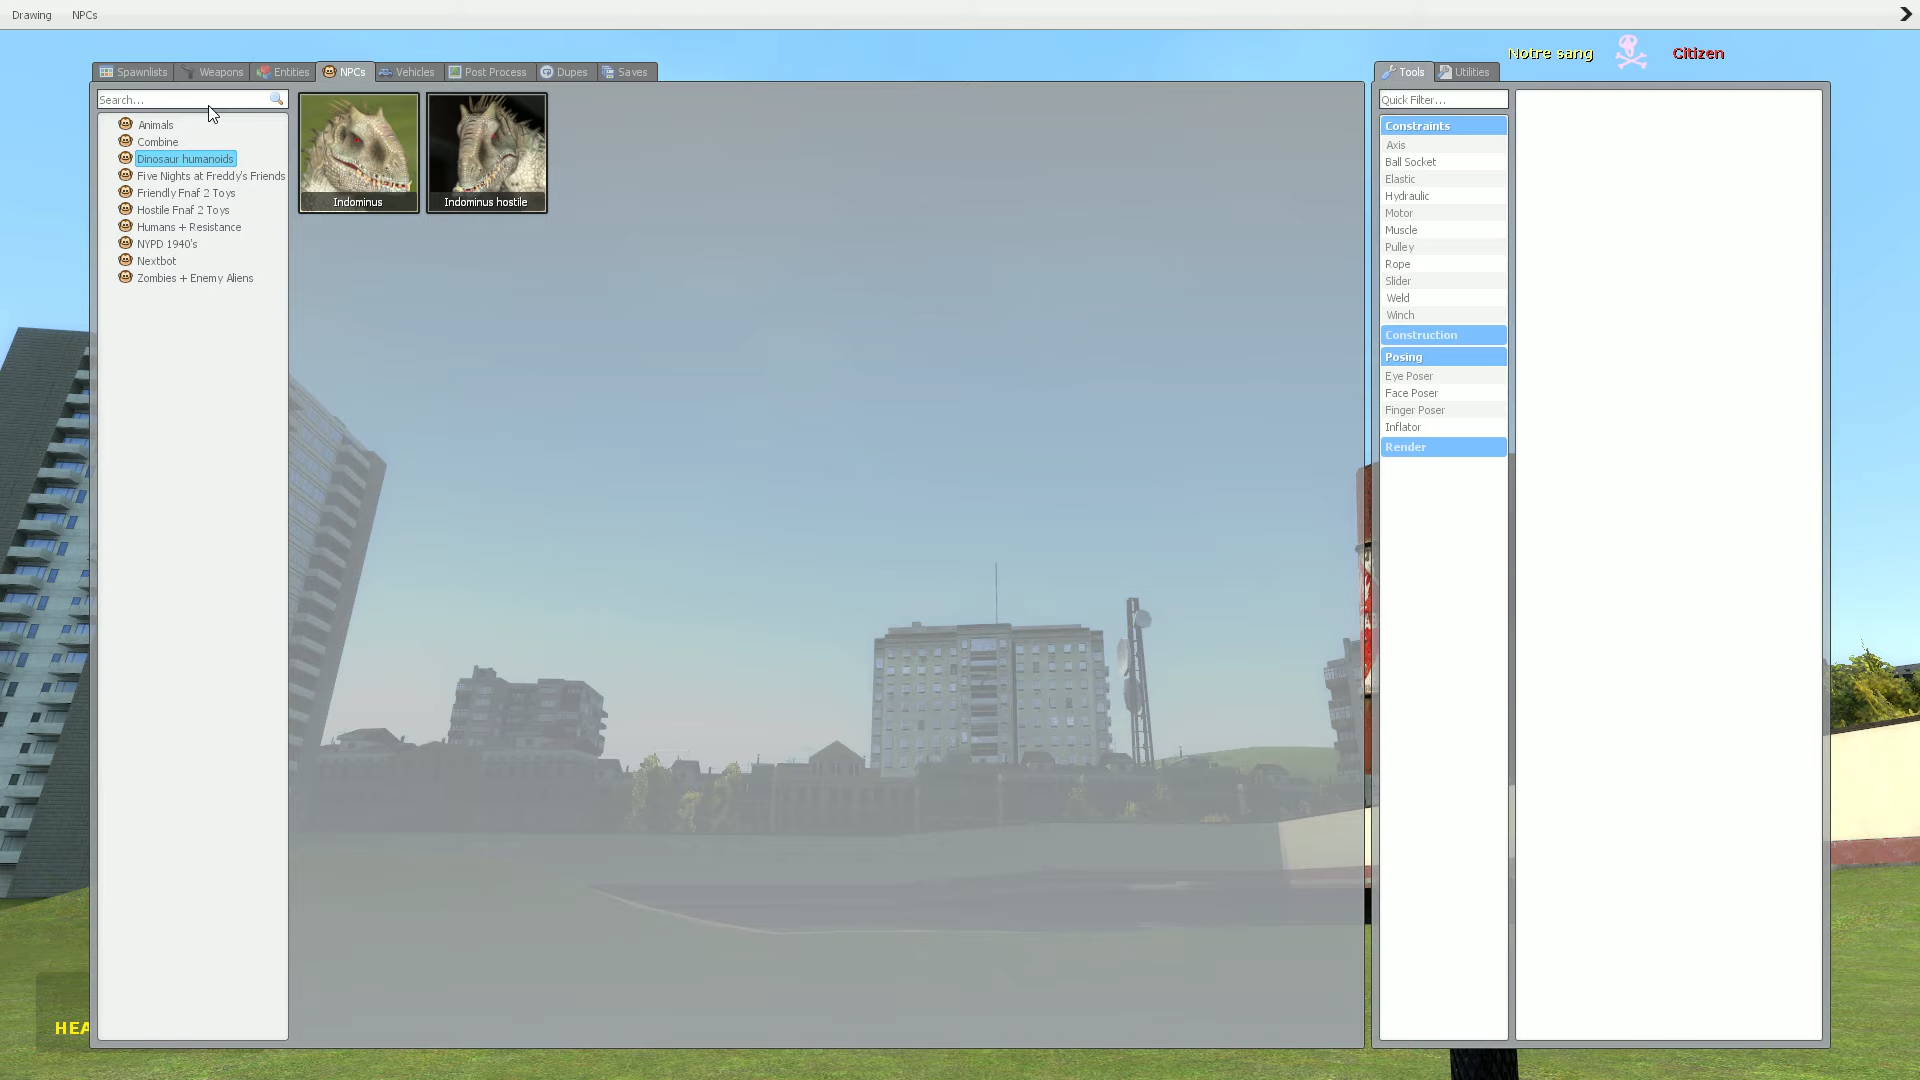 Drawing NPCs
Notre sang Citizen
Spawnlists Weapons Entities NPCs Vehicles Post Process Dupes Saves
Search...
Animals
Combine
Dinosaur humanoids
Five Nights at Freddy's Friends
Friendly Fnaf 2 Toys
Hostile Fnaf 2 Toys
Humans + Resistance
NYPD 1940's
Nextbot
Zombies + Enemy Aliens
Indominus
Indominus hostile
Tools Utilities
Quick Filter...
Constraints
Axis
Ball Socket
Elastic
Hydraulic
Motor
Muscle
Pulley
Rope
Slider
Weld
Winch
Construction
Posing
Eye Poser
Face Poser
Finger Poser
Inflator
Render
HEA